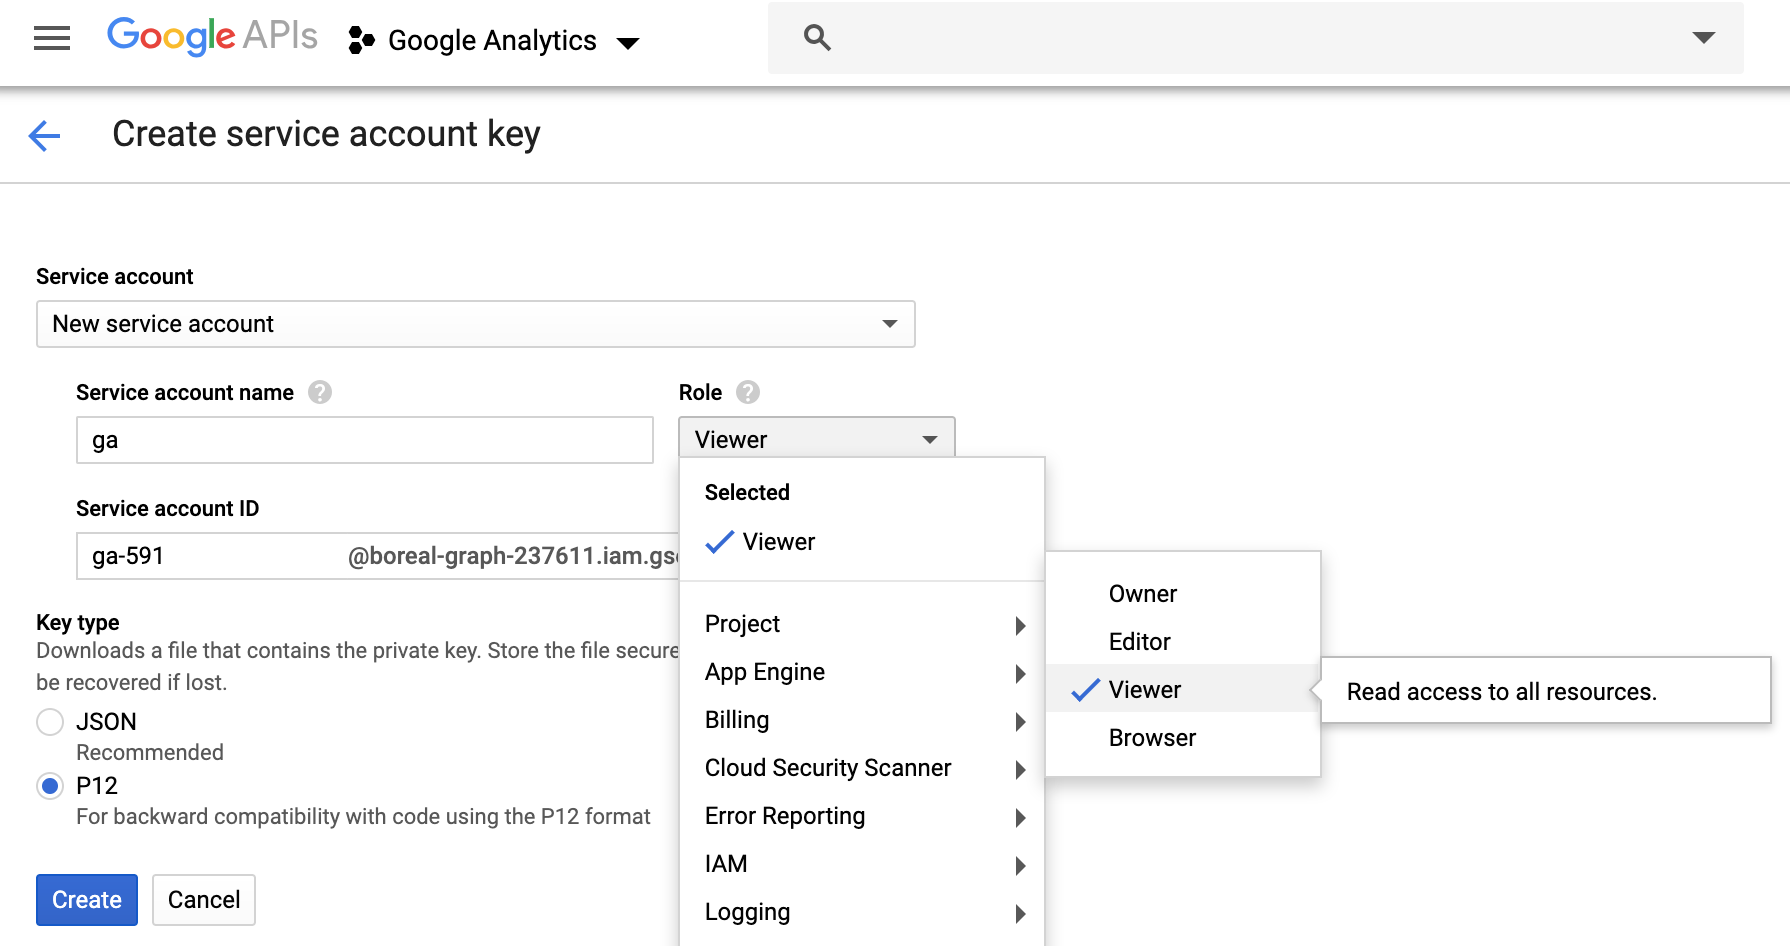 Google APIs
Google Analytics
Create service account key
Service account
New service account
Service account name ?
Role ?
ga
Viewer
Service account ID
ga-591 @boreal-graph-237611.iam.gs
Key type
Downloads a file that contains the private key. Store the file secure
be recovered if lost.
JSON
Recommended
P12
For backward compatibility with code using the P12 format
Create
Cancel
Selected
Viewer
Project
App Engine
Billing
Cloud Security Scanner
Error Reporting
IAM
Logging
Owner
Editor
Viewer
Browser
Read access to all resources.